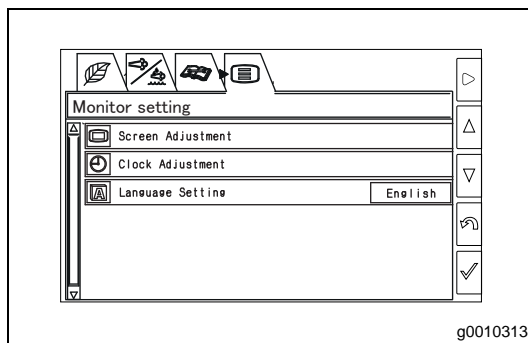 Monitor setting
Screen Adjustment
Clock Adjustment
A Language Setting English
g0010313